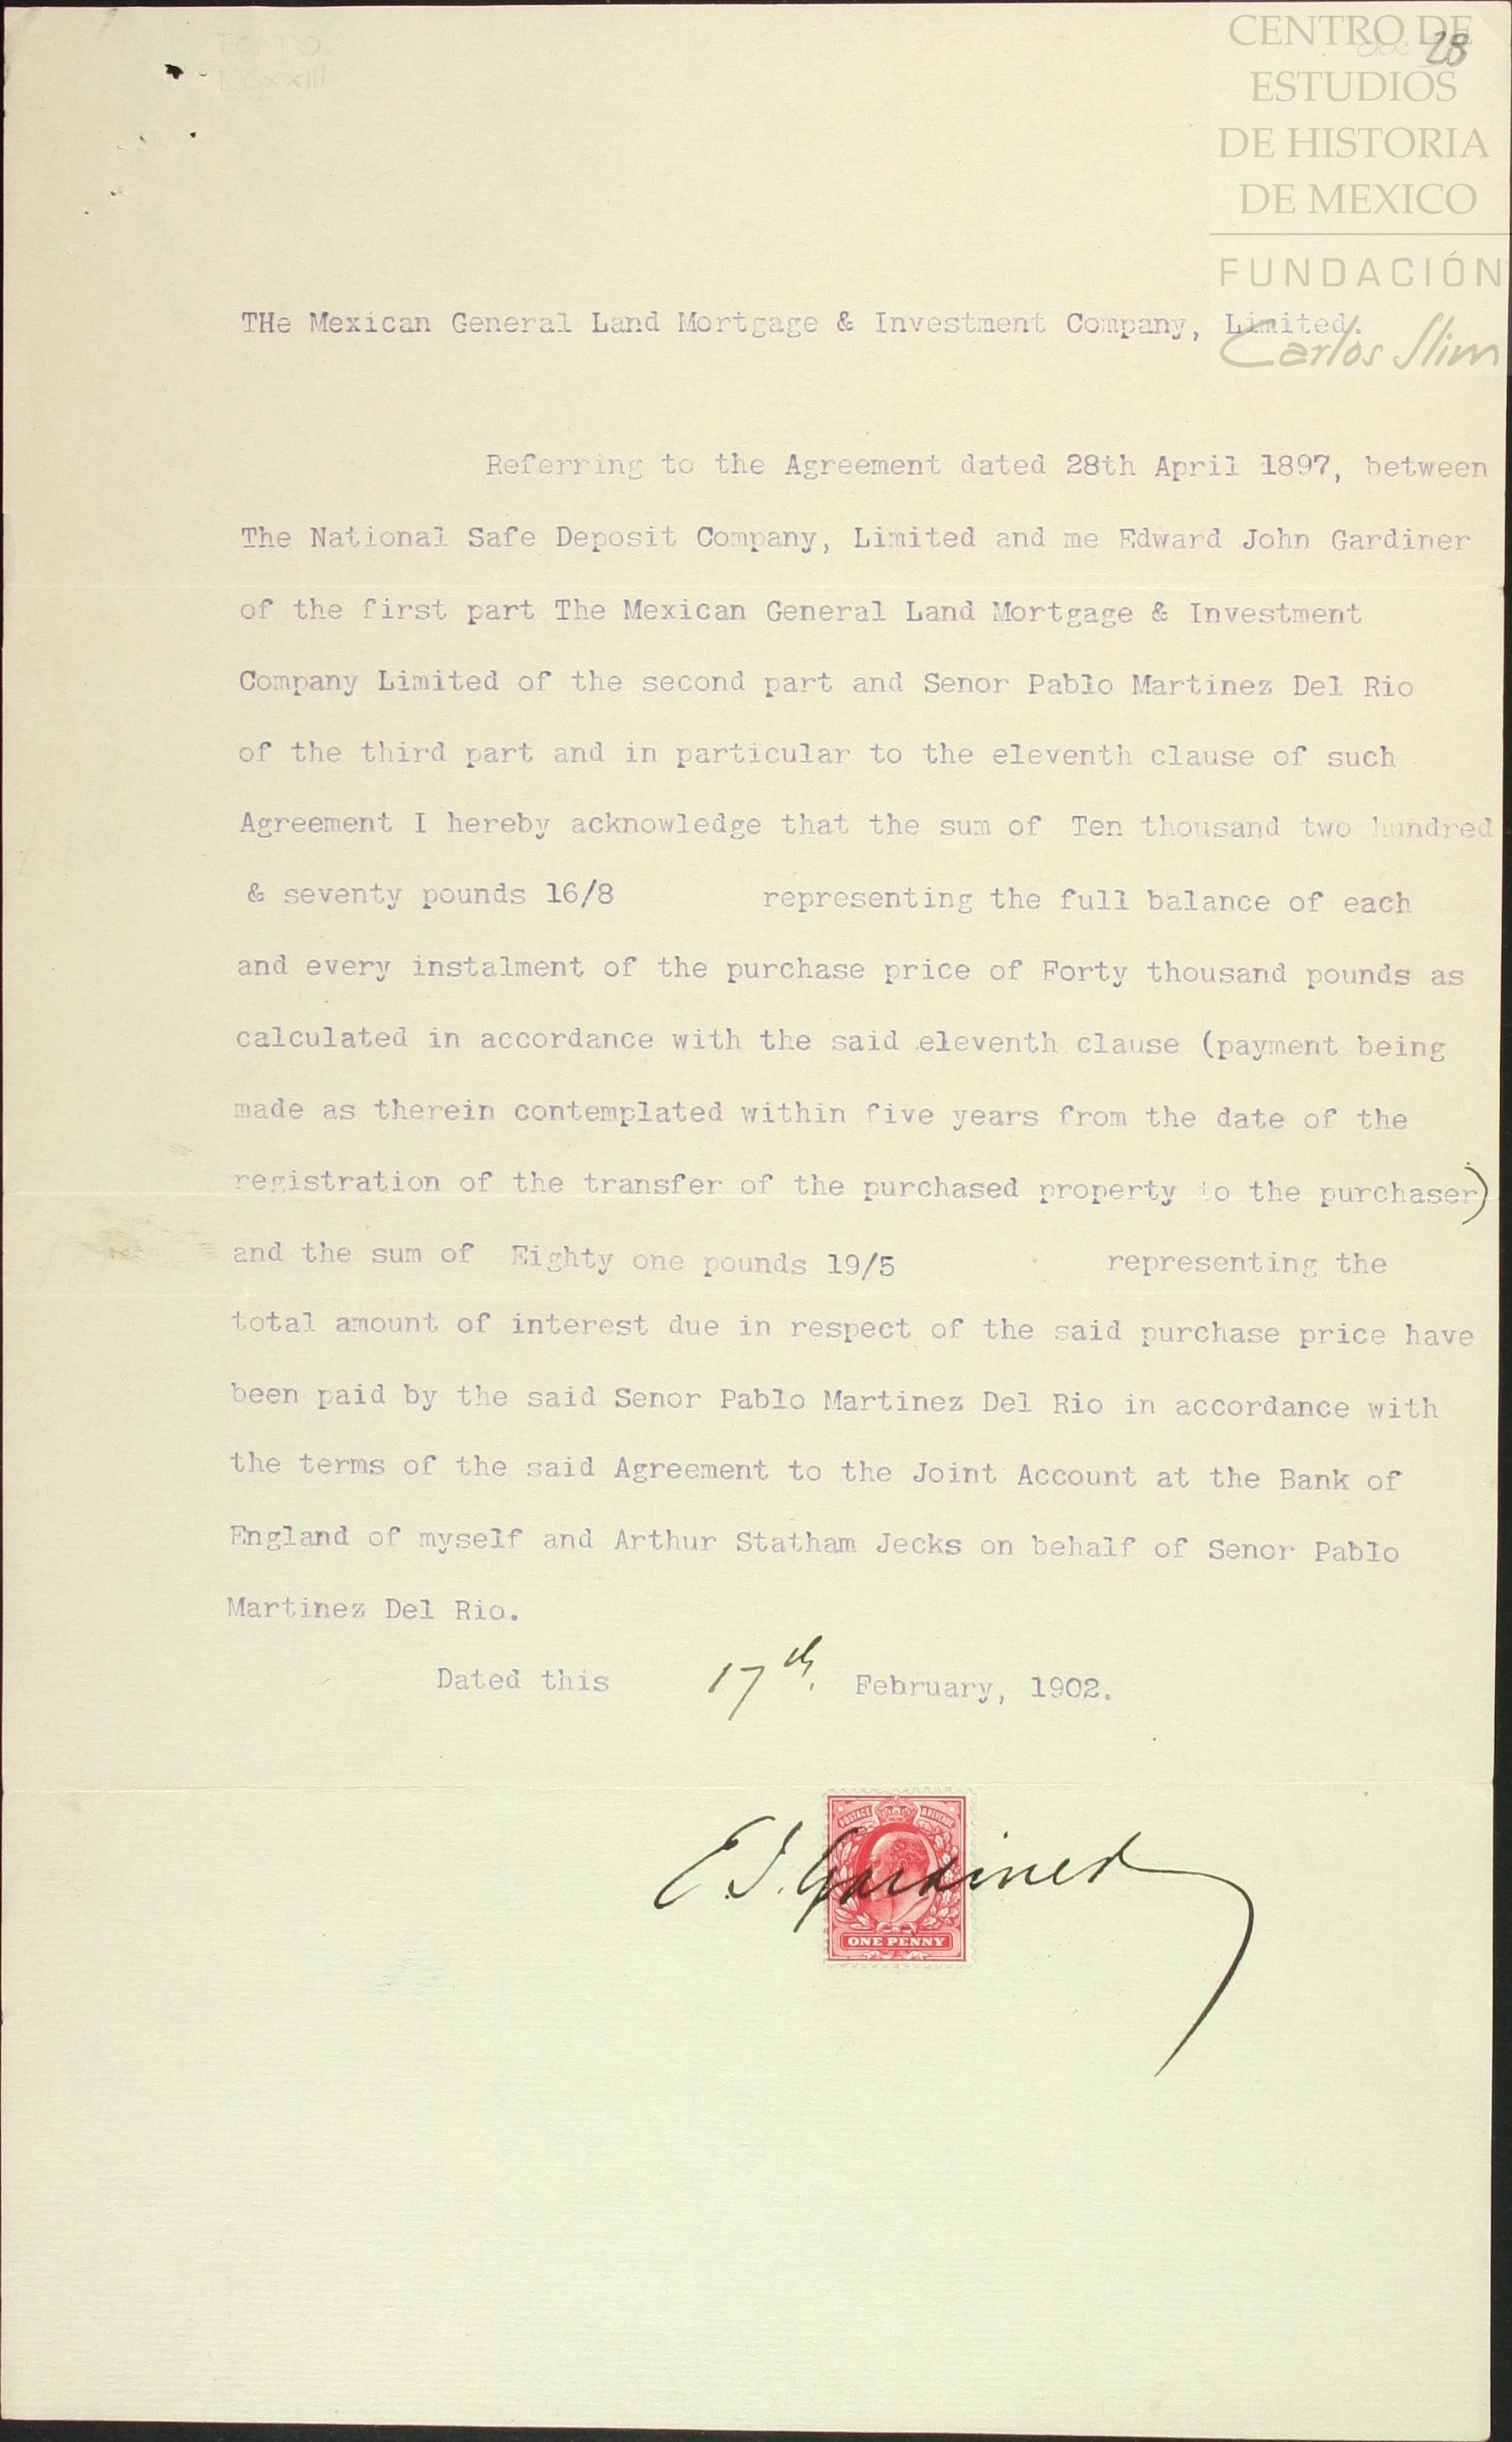 28
CENTRO DE
ESTUDIOS
DE HISTORIA
DE MEXICO
FUNDACIÓN
Carlos Slim
THe Mexican General Land Mortgage & Investment Company, Limited.
Referring to the Agreement dated 28th April 1897, between
The National Safe Deposit Company, Limited and me Edward John Gardiner
of the first part The Mexican General Land Mortgage & Investment
Company Limited of the second part and Senor Pablo Martinez Del Rio
of the third part and in particular to the eleventh clause of such
Agreement I hereby acknowledge that the sum of Ten thousand two hundred
& seventy pounds 16/8 representing the full balance of each
and every instalment of the purchase price of Forty thousand pounds as
calculated in accordance with the said eleventh clause (payment being
made as therein contemplated within five years from the date of the
registration of the transfer of the purchased property to the purchaser)
and the sum of Eighty one pounds 19/5 representing the
total amount of interest due in respect of the said purchase price have
been paid by the said Senor Pablo Martinez Del Rio in accordance with
the terms of the said Agreement to the Joint Account at the Bank of
England of myself and Arthur Statham Jecks on behalf of Senor Pablo
Martinez Del Rio.
Dated this 17th. February, 1902.
POSTAGE & REVENUE
E. J. Gardiner
ONE PENNY